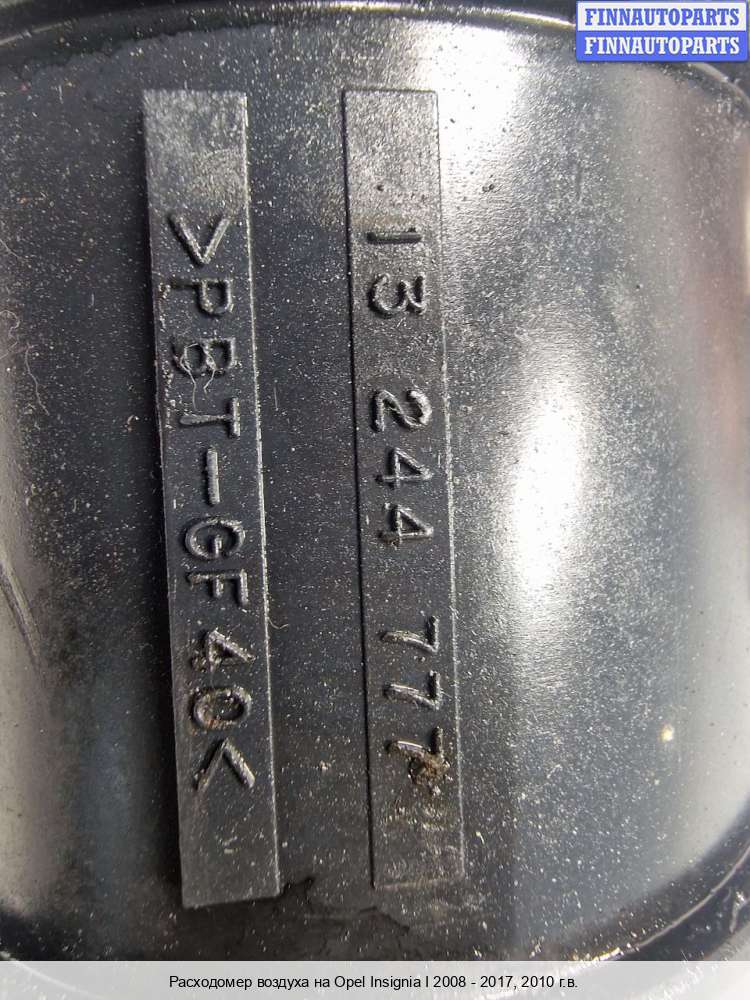 FINNAUTOPARTS
FINNAUTOPARTS
13 244 777
>PBT-GF40<
Расходомер воздуха на Opel Insignia I 2008 - 2017, 2010 г.в.